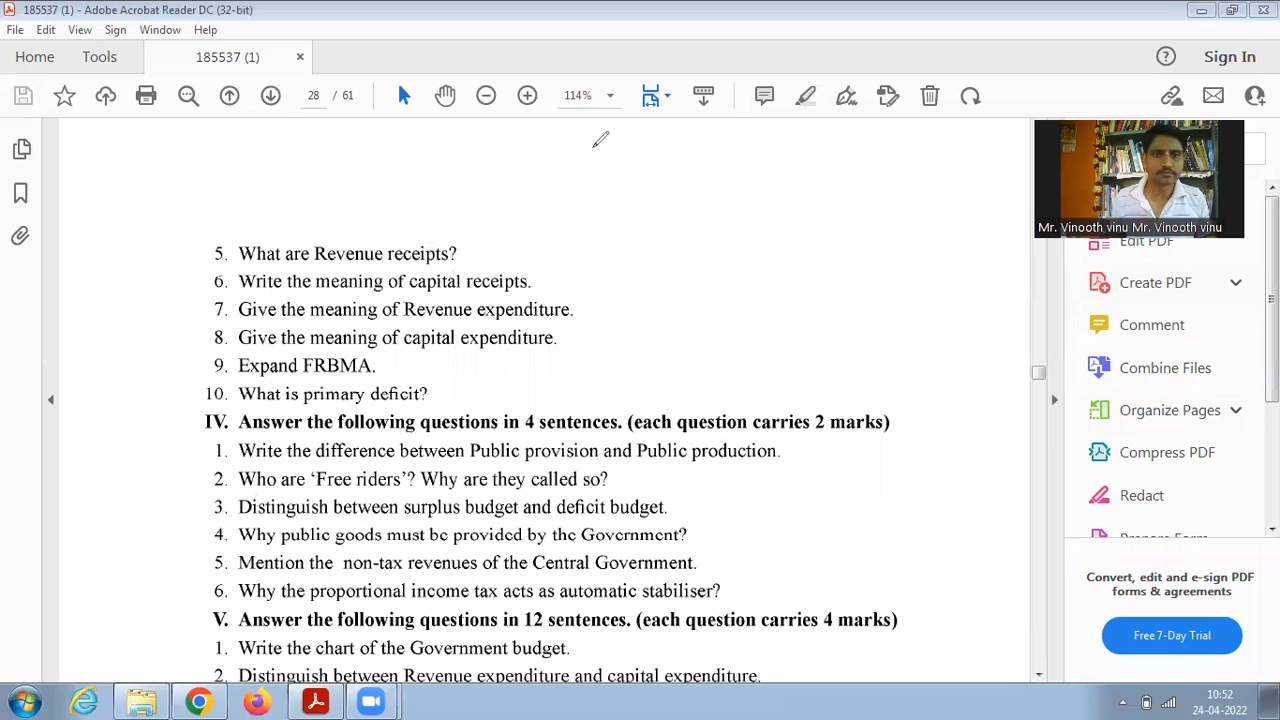 185537 (1) - Adobe Acrobat Reader DC (32-bit)
File Edit View Sign Window Help
Home Tools 185537 (1) × Sign In
28 / 61 114%
Mr. Vinooth vinu Mr. Vinooth vinu
5. What are Revenue receipts?
6. Write the meaning of capital receipts.
7. Give the meaning of Revenue expenditure.
8. Give the meaning of capital expenditure.
9. Expand FRBMA.
10. What is primary deficit?
IV. Answer the following questions in 4 sentences. (each question carries 2 marks)
1. Write the difference between Public provision and Public production.
2. Who are ‘Free riders’? Why are they called so?
3. Distinguish between surplus budget and deficit budget.
4. Why public goods must be provided by the Government?
5. Mention the non-tax revenues of the Central Government.
6. Why the proportional income tax acts as automatic stabiliser?
V. Answer the following questions in 12 sentences. (each question carries 4 marks)
1. Write the chart of the Government budget.
2. Distinguish between Revenue expenditure and capital expenditure.
Edit PDF
Create PDF
Comment
Combine Files
Organize Pages
Compress PDF
Redact
Prepare Form
Convert, edit and e-sign PDF
forms & agreements
Free 7-Day Trial
10:52
24-04-2022